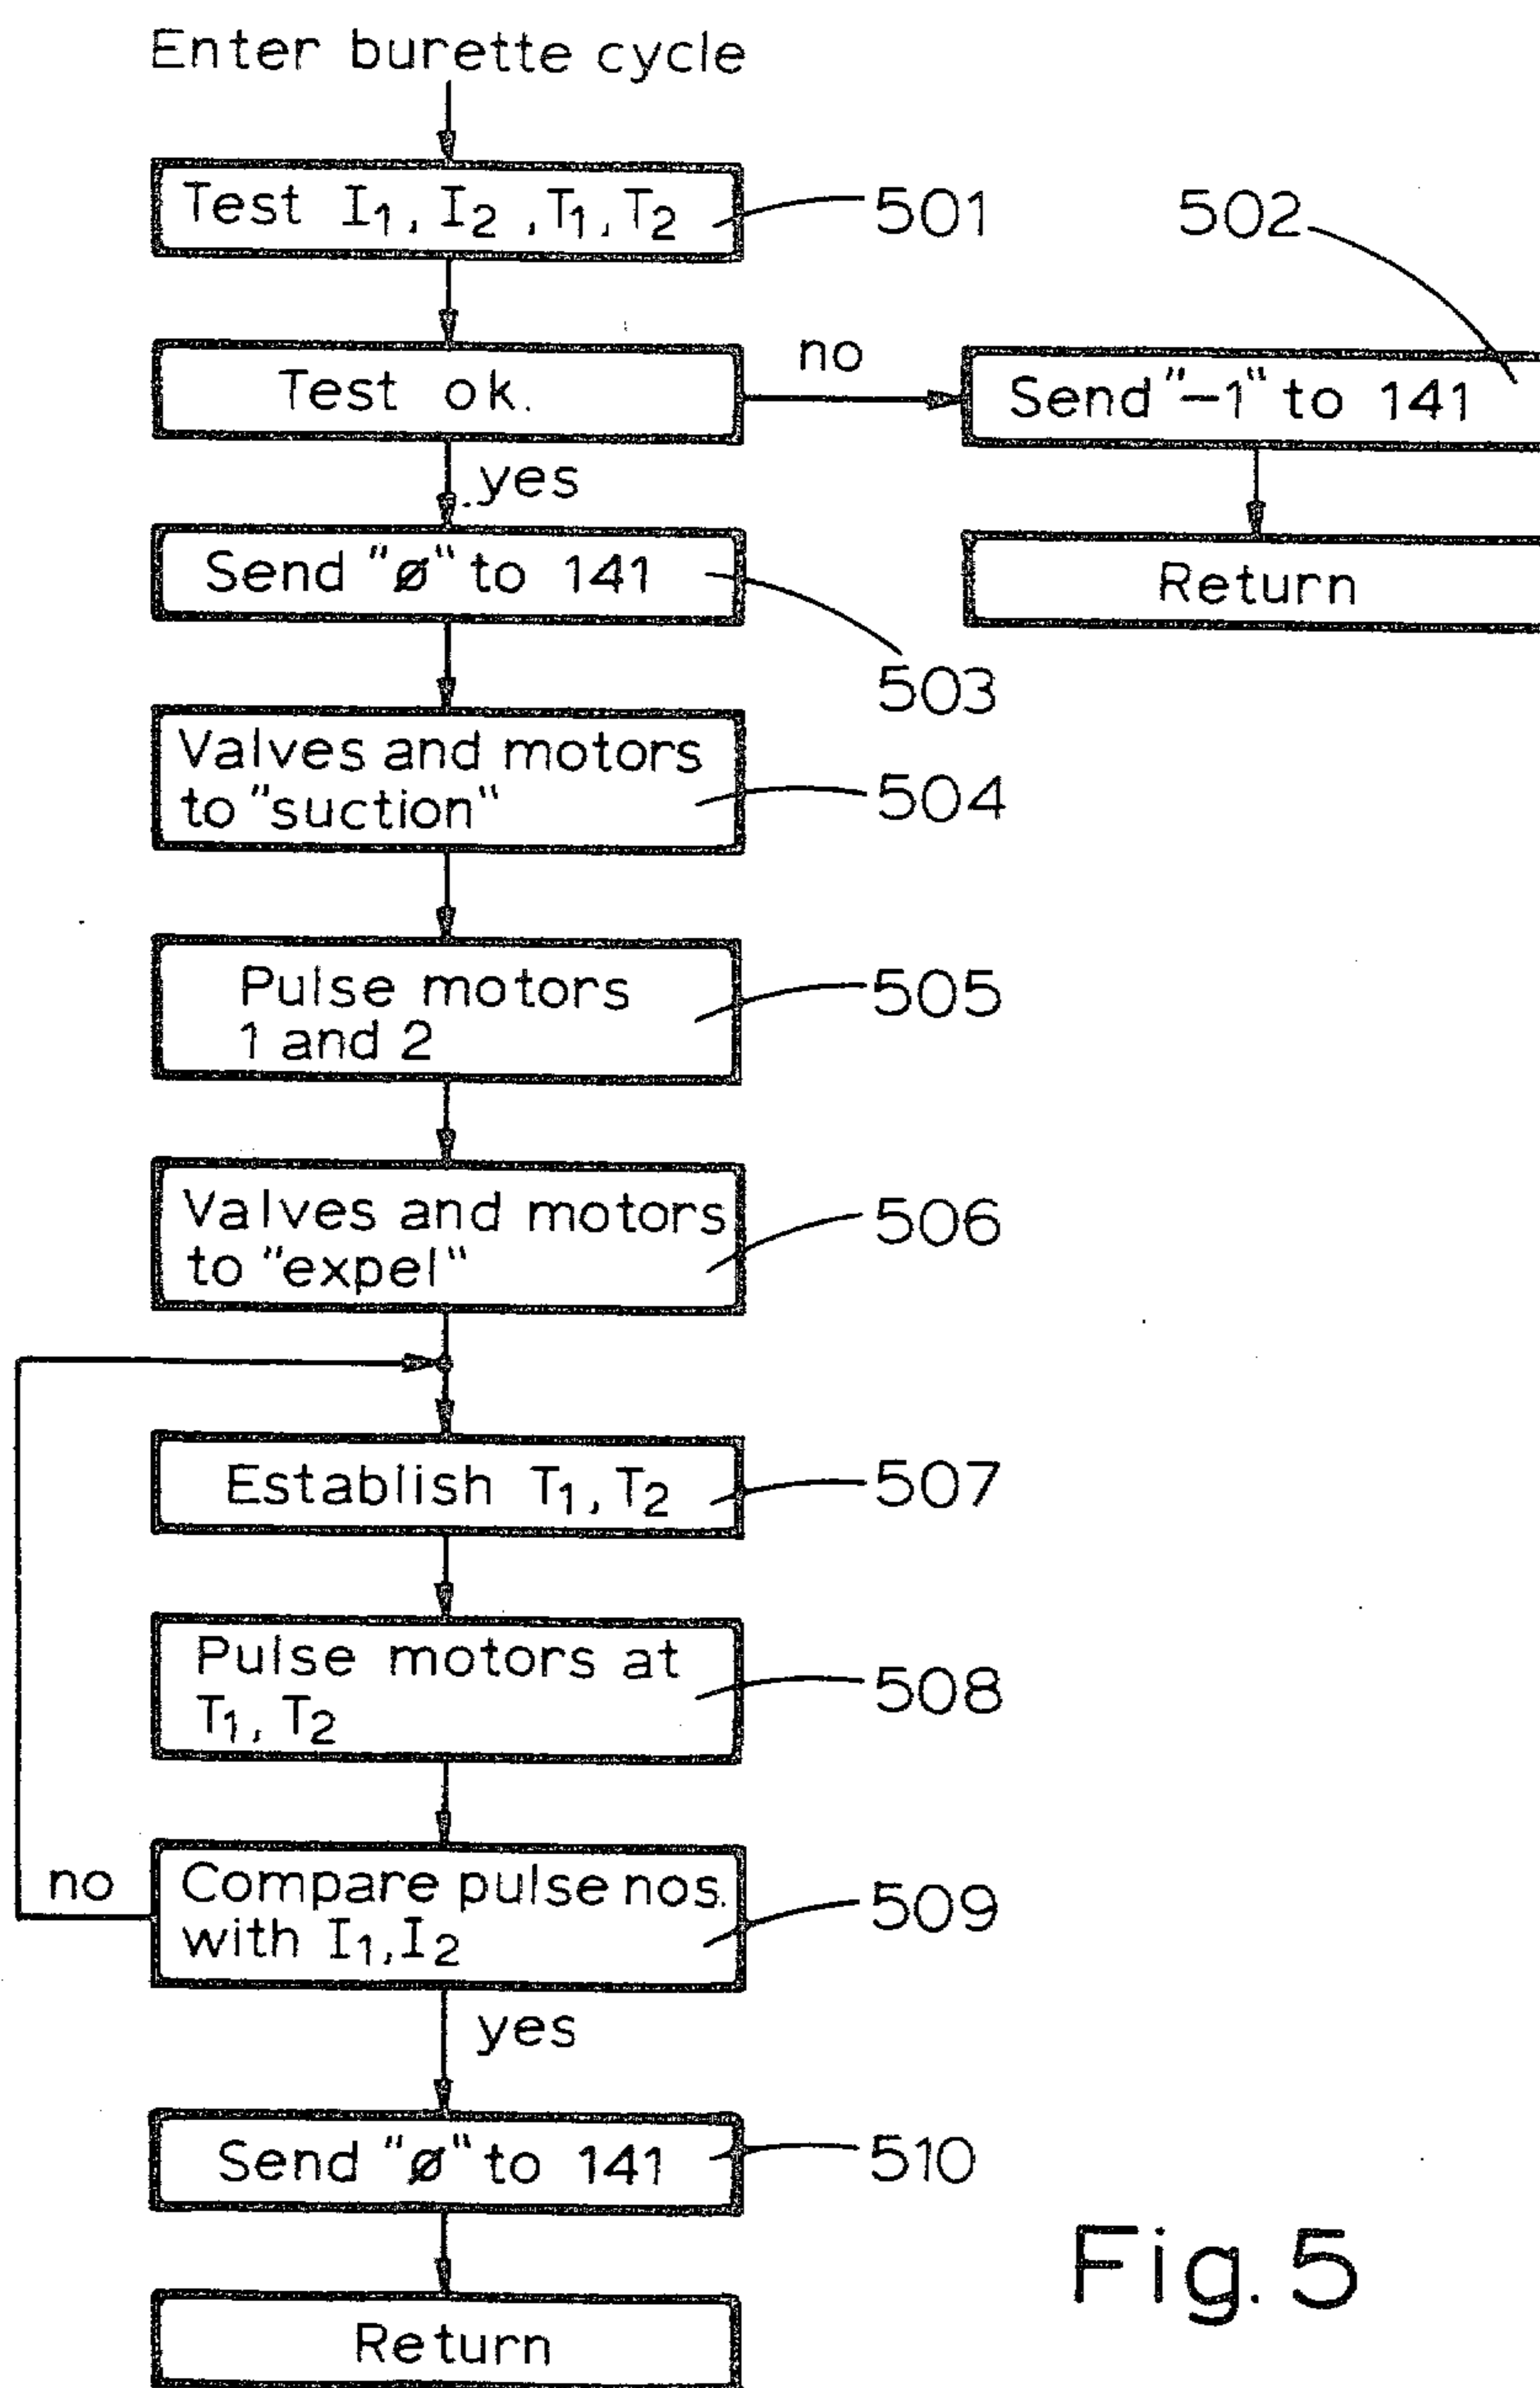 Enter burette cycle
Test I1, I2 ,T1, T2
501
502
Test ok.
no
Send "-1" to 141
yes
Send "ø" to 141
Return
503
Valves and motors
to "suction"
504
Pulse motors
1 and 2
505
Valves and motors
to "expel"
506
Establish T1, T2
507
Pulse motors at
T1, T2
508
no
Compare pulse nos.
with I1,I2
509
yes
Send "ø" to 141
510
Return
Fig. 5